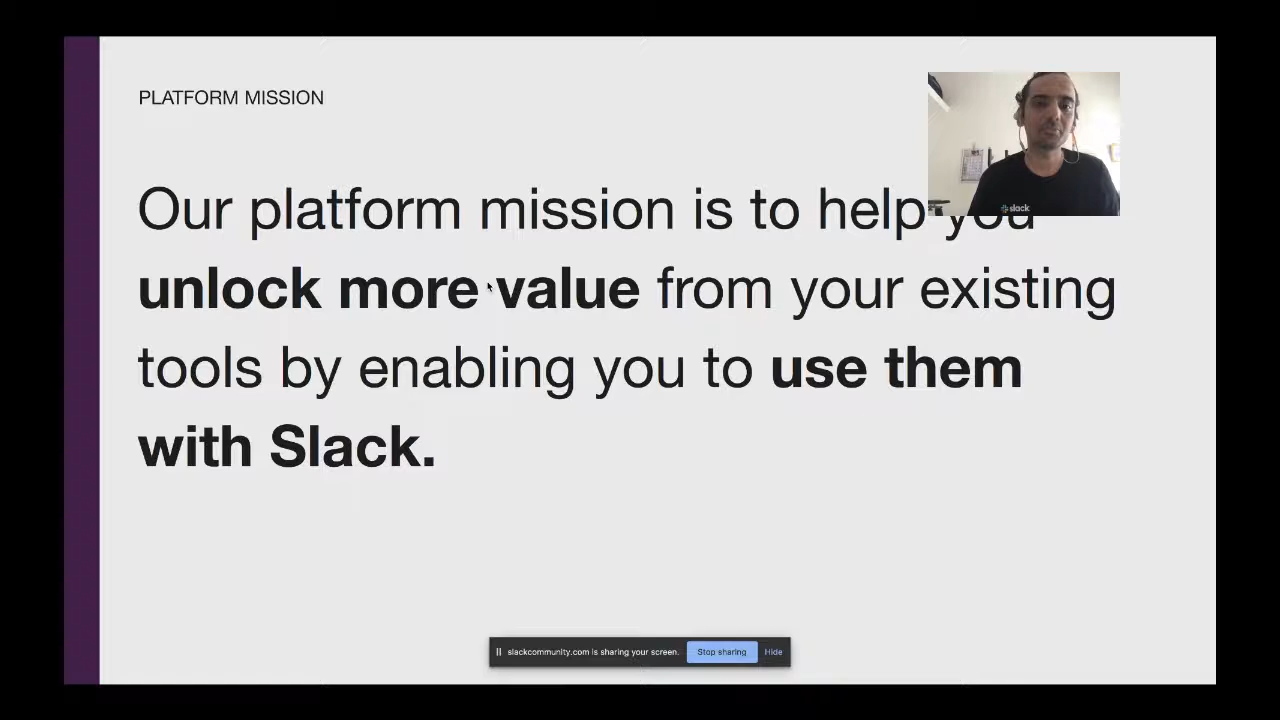 PLATFORM MISSION
Our platform mission is to help you
unlock more value from your existing
tools by enabling you to use them
with Slack.
slack
slackcommunity.com is sharing your screen. Stop sharing Hide